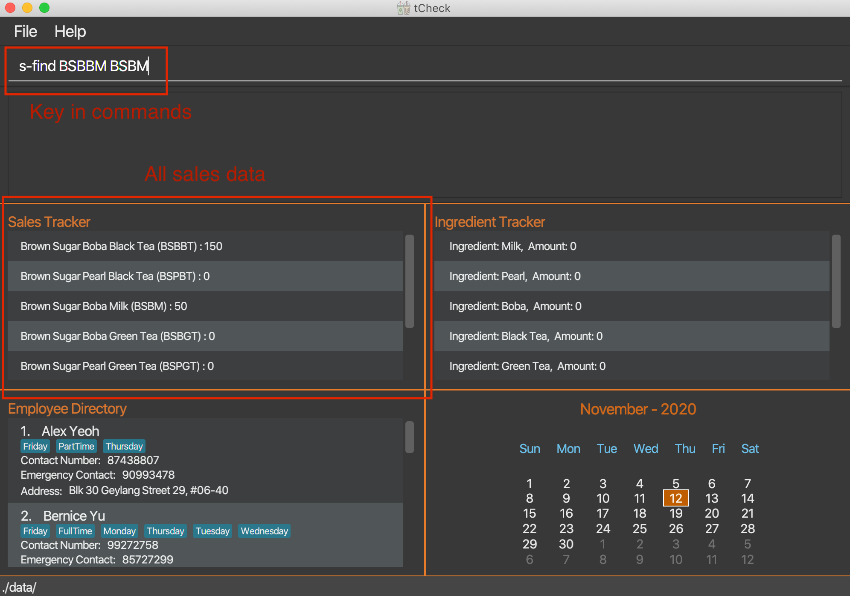 tCheck
File Help
s-find BSBBM BSBM
Key in commands
All sales data
Sales Tracker
Brown Sugar Boba Black Tea (BSBBT) : 150
Brown Sugar Pearl Black Tea (BSPBT) : 0
Brown Sugar Boba Milk (BSBM) : 50
Brown Sugar Boba Green Tea (BSBGT) : 0
Brown Sugar Pearl Green Tea (BSPGT) : 0
Ingredient Tracker
Ingredient: Milk, Amount: 0
Ingredient: Pearl, Amount: 0
Ingredient: Boba, Amount: 0
Ingredient: Black Tea, Amount: 0
Ingredient: Green Tea, Amount: 0
Employee Directory
1. Alex Yeoh
Friday PartTime Thursday
Contact Number: 87438807
Emergency Contact: 90993478
Address: Blk 30 Geylang Street 29, #06-40
2. Bernice Yu
Friday FullTime Monday Thursday Tuesday Wednesday
Contact Number: 99272758
Emergency Contact: 85727299
November - 2020
Sun Mon Tue Wed Thu Fri Sat
1 2 3 4 5 6 7
8 9 10 11 12 13 14
15 16 17 18 19 20 21
22 23 24 25 26 27 28
29 30 1 2 3 4 5
6 7 8 9 10 11 12
./data/